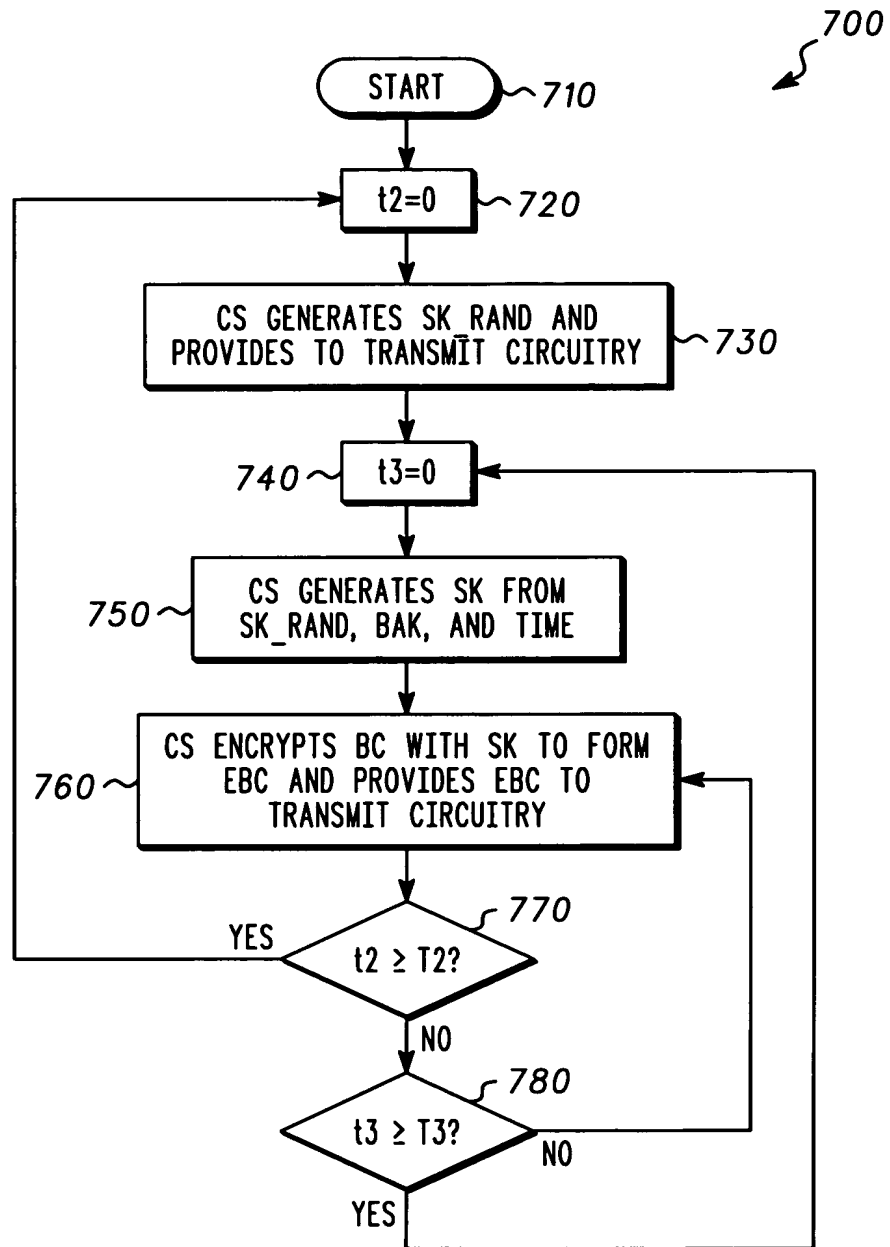 700
START
710
t2=0
720
CS GENERATES SK_RAND AND
PROVIDES TO TRANSMIT CIRCUITRY
730
740
t3=0
750
CS GENERATES SK FROM
SK_RAND, BAK, AND TIME
760
CS ENCRYPTS BC WITH SK TO FORM
EBC AND PROVIDES EBC TO
TRANSMIT CIRCUITRY
770
YES
t2 ≥ T2?
NO
780
t3 ≥ T3?
NO
YES